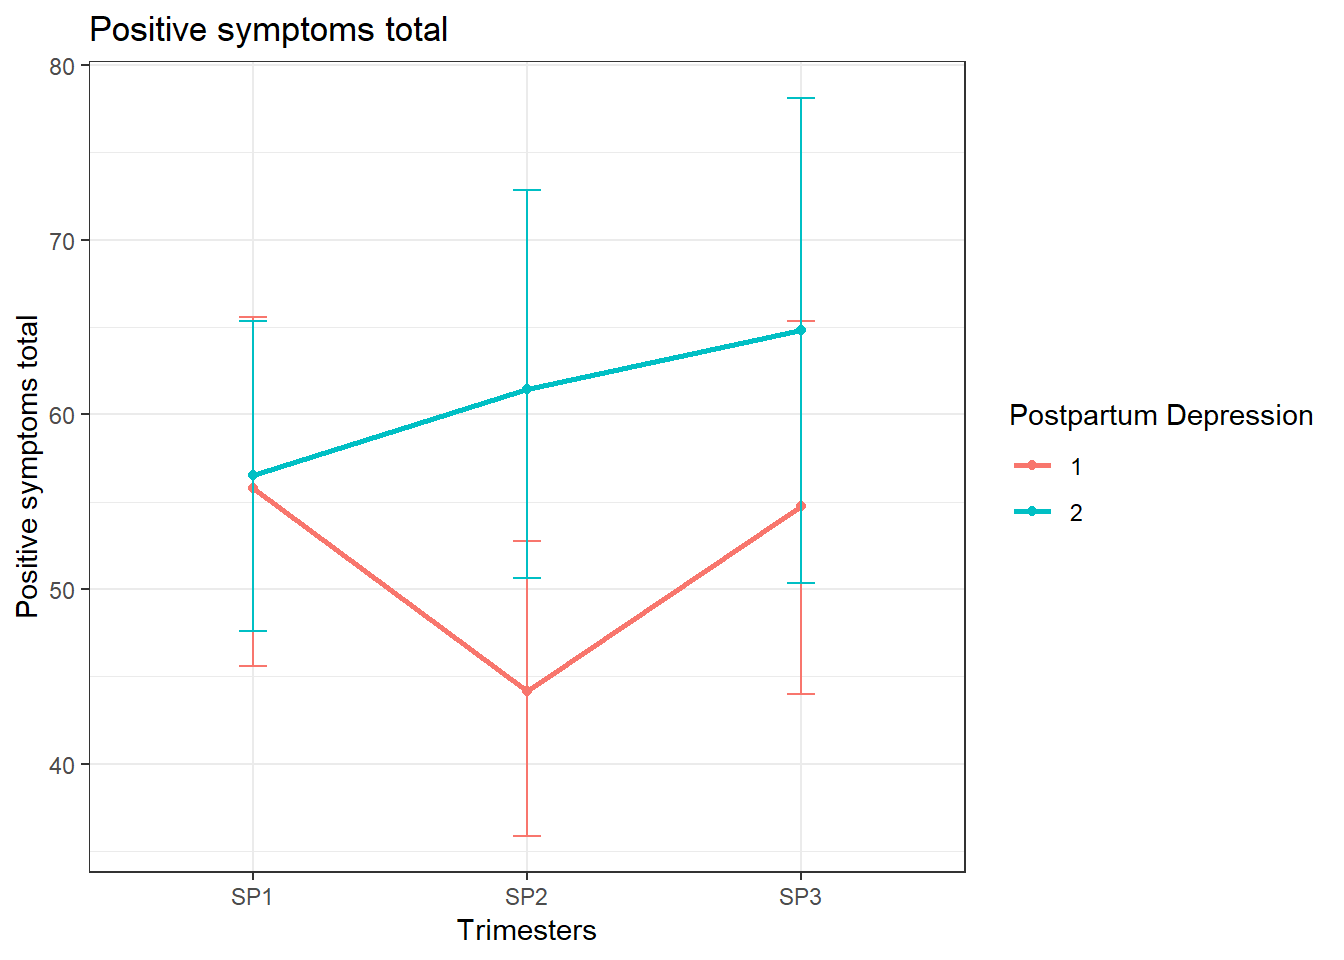 Positive symptoms total
Positive symptoms total
80
70
60
50
40
SP1 SP2 SP3
Trimesters
Postpartum Depression
1
2